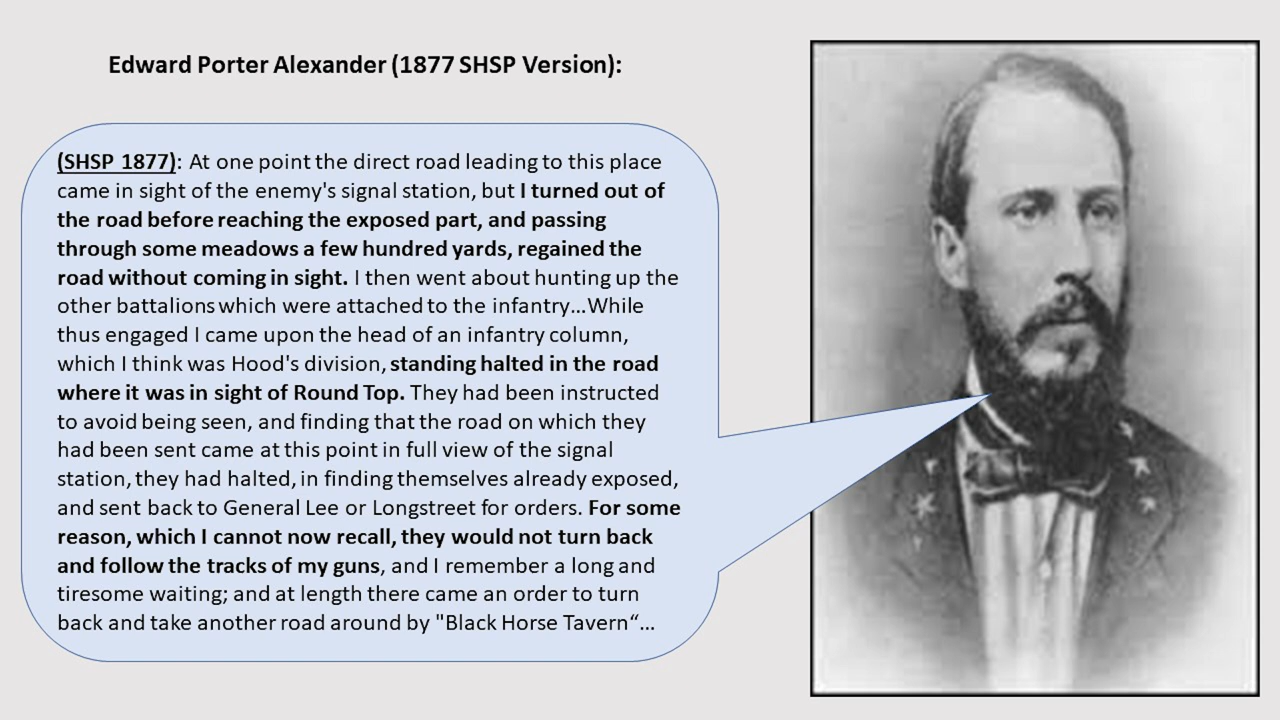 Edward Porter Alexander (1877 SHSP Version):
(SHSP 1877): At one point the direct road leading to this place
came in sight of the enemy's signal station, but I turned out of
the road before reaching the exposed part, and passing
through some meadows a few hundred yards, regained the
road without coming in sight. I then went about hunting up the
other battalions which were attached to the infantry...While
thus engaged I came upon the head of an infantry column,
which I think was Hood's division, standing halted in the road
where it was in sight of Round Top. They had been instructed
to avoid being seen, and finding that the road on which they
had been sent came at this point in full view of the signal
station, they had halted, in finding themselves already exposed,
and sent back to General Lee or Longstreet for orders. For some
reason, which I cannot now recall, they would not turn back
and follow the tracks of my guns, and I remember a long and
tiresome waiting; and at length there came an order to turn
back and take another road around by "Black Horse Tavern“...